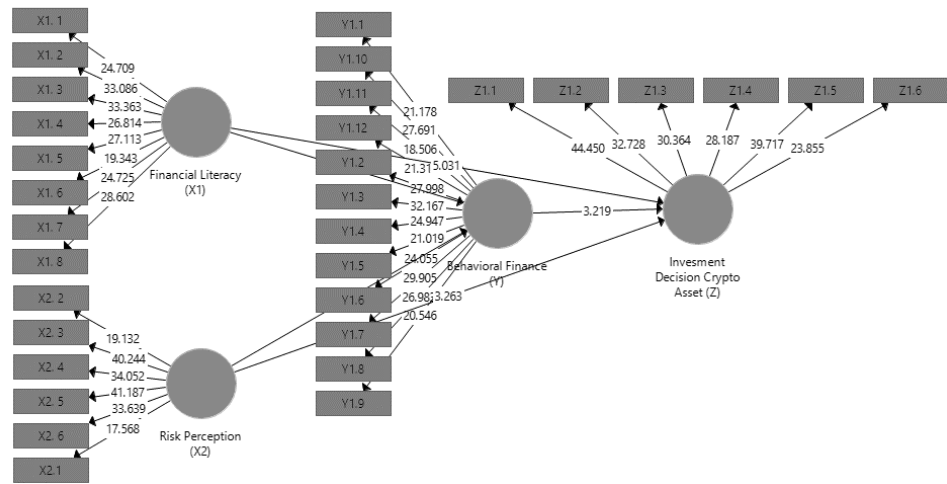 X1. 1
X1. 2
X1. 3
X1. 4
X1. 5
X1. 6
X1. 7
X1. 8
24.709
33.086
33.363
26.814
27.113
19.343
24.725
28.602
Financial Literacy
(X1)
X2. 2
X2. 3
X2. 4
X2. 5
X2. 6
X2.1
19.132
40.244
34.052
41.187
33.639
17.568
Risk Perception
(X2)
Y1.1
Y1.10
Y1.11
Y1.12
Y1.2
Y1.3
Y1.4
Y1.5
Y1.6
Y1.7
Y1.8
Y1.9
21.178
27.691
18.506
5.031
27.998
32.167
24.947
21.019
24.055
29.905
3.263
20.546
Behavioral Finance
(Y)
3.219
Z1.1
Z1.2
Z1.3
Z1.4
Z1.5
Z1.6
44.450
32.728
30.364
28.187
39.717
23.855
Invesment
Decision Crypto
Asset (Z)